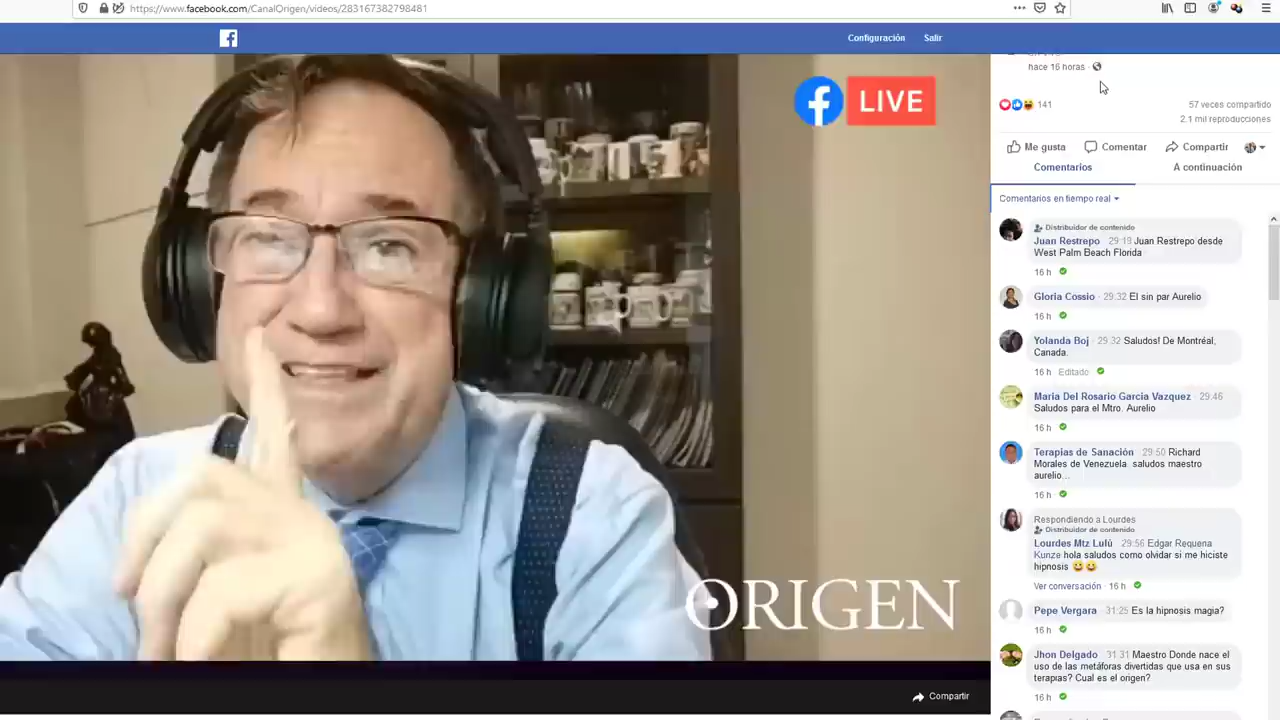 https://www.facebook.com/CanalOrigen/videos/283167382798481
Configuración Salir
LIVE
ORIGEN
Compartir
hace 16 horas ·
141
57 veces compartido
2.1 mil reproducciones
Me gusta Comentar Compartir
Comentarios A continuación
Comentarios en tiempo real
Distribuidor de contenido
Juan Restrepo · 29:19 Juan Restrepo desde
West Palm Beach Florida
16 h
Gloria Cossio · 29:32 El sin par Aurelio
16 h
Yolanda Boj · 29:32 Saludos! De Montréal,
Canada.
16 h Editado
Maria Del Rosario Garcia Vazquez · 29:46
Saludos para el Mtro. Aurelio
16 h
Terapias de Sanación · 29:50 Richard
Morales de Venezuela saludos maestro
aurelio...
16 h
Respondiendo a Lourdes
Distribuidor de contenido
Lourdes Mtz Lulú · 29:56 Edgar Requena
Kunze hola saludos como olvidar si me hiciste
hipnosis 😀😀
Ver conversación · 16 h
Pepe Vergara · 31:25 Es la hipnosis magia?
16 h
Jhon Delgado · 31:31 Maestro Donde nace el
uso de las metáforas divertidas que usa en sus
terapias? Cual es el origen?
16 h